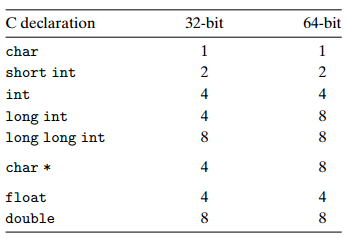 C declaration 32-bit 64-bit
char 1 1
short int 2 2
int 4 4
long int 4 8
long long int 8 8
char * 4 8
float 4 4
double 8 8